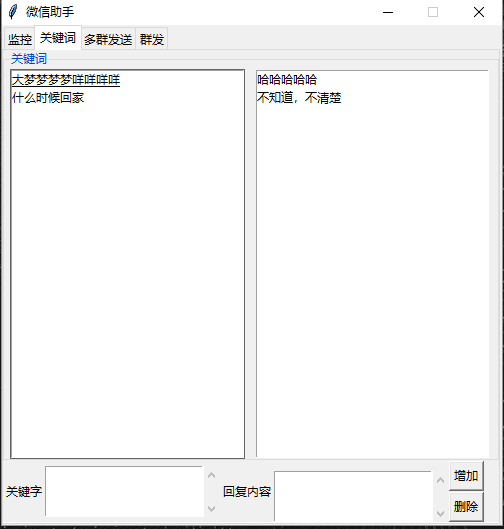 微信助手
监控 关键词 多群发送 群发
关键词
大梦梦梦梦咩咩咩咩 哈哈哈哈哈
什么时候回家 不知道，不清楚
关键字 回复内容 增加
删除